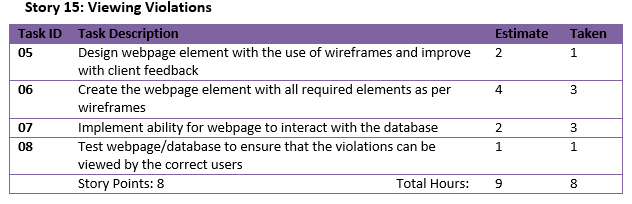 Story 15: Viewing Violations
Task ID Task Description Estimate Taken
05 Design webpage element with the use of wireframes and improve 2 1
with client feedback
06 Create the webpage element with all required elements as per 4 3
wireframes
07 Implement ability for webpage to interact with the database 2 3
08 Test webpage/database to ensure that the violations can be 1 1
viewed by the correct users
Story Points: 8 Total Hours: 9 8